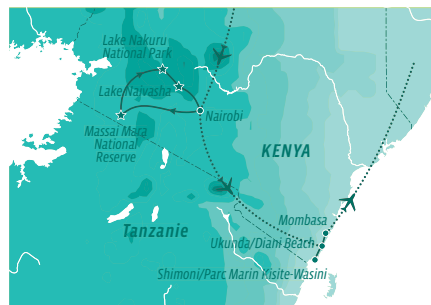 Lake Nakuru
National Park
Lake Naivasha
Nairobi
Massai Mara
National
Reserve
KENYA
Mombasa
Tanzanie
Ukunda/Diani Beach
Shimoni/Parc Marin Kisite-Wasini